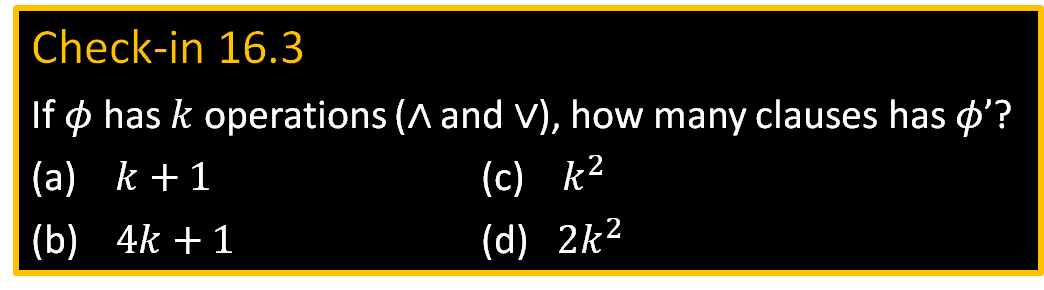 Check-in 16.3
If 𝜙 has 𝑘 operations (∧ and ∨), how many clauses has 𝜙’?
(a) 𝑘 + 1 (c) 𝑘²
(b) 4𝑘 + 1 (d) 2𝑘²